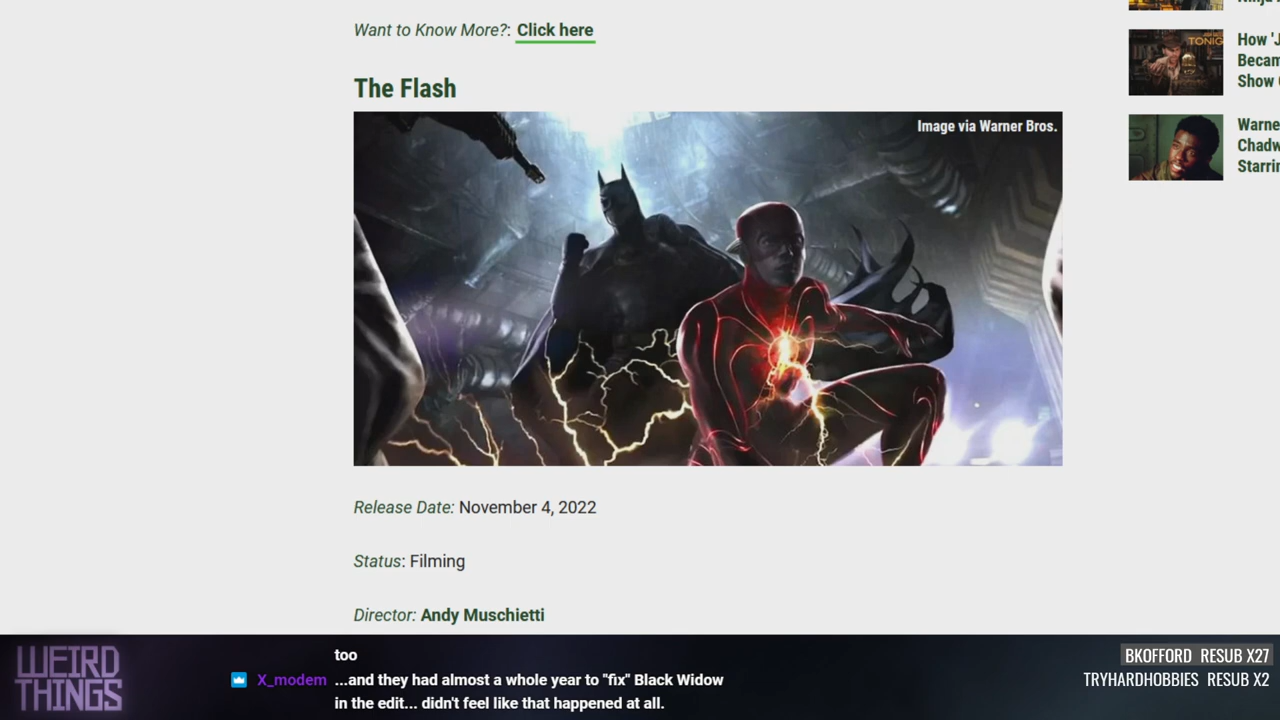 Want to Know More?: Click here
The Flash
Image via Warner Bros.
Release Date: November 4, 2022
Status: Filming
Director: Andy Muschietti
How 'J
Becam
Show
Warne
Chadw
Starrin
TONIG
WEIRD
THINGS
too
X_modem ...and they had almost a whole year to "fix" Black Widow
in the edit... didn't feel like that happened at all.
BKOFFORD RESUB X27
TRYHARDHOBBIES RESUB X2